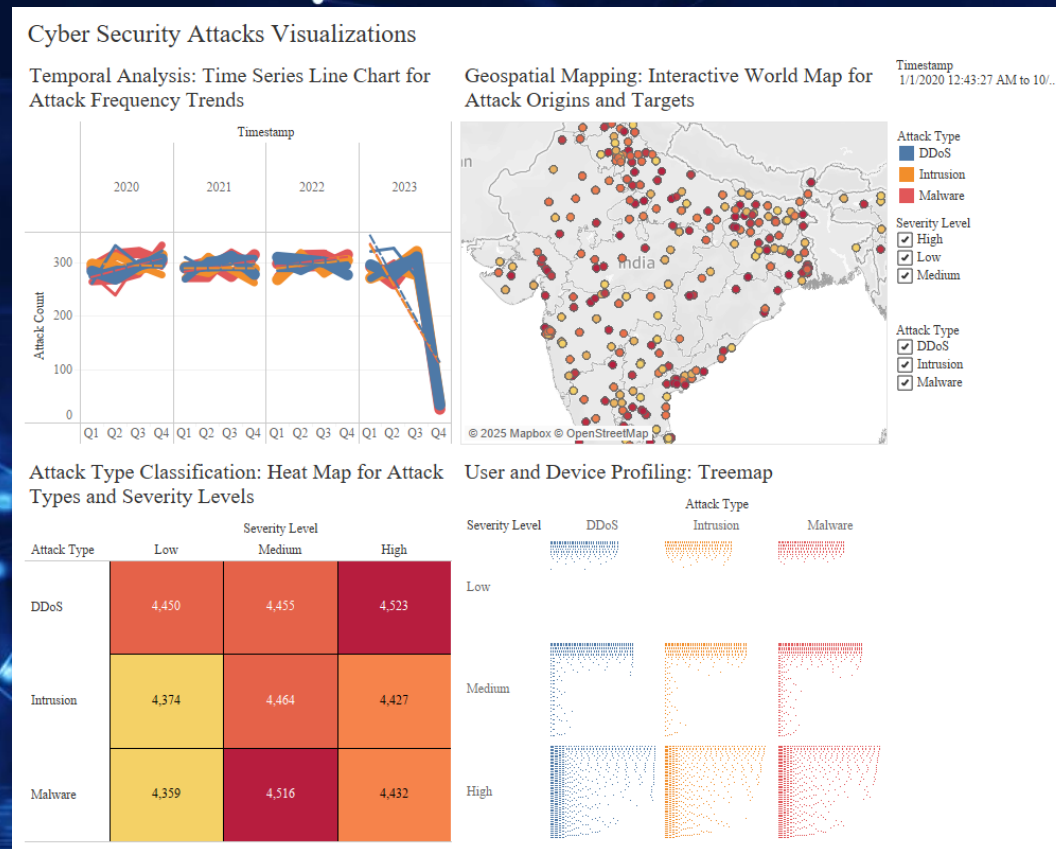 Cyber Security Attacks Visualizations
Temporal Analysis: Time Series Line Chart for
Attack Frequency Trends
Timestamp
2020 2021 2022 2023
300
200
100
0
Attack Count
Q1 Q2 Q3 Q4 Q1 Q2 Q3 Q4 Q1 Q2 Q3 Q4 Q1 Q2 Q3 Q4
Geospatial Mapping: Interactive World Map for
Attack Origins and Targets
India
© 2025 Mapbox © OpenStreetMap
Timestamp
1/1/2020 12:43:27 AM to 10/...
Attack Type
DDoS
Intrusion
Malware
Severity Level
High
Low
Medium
Attack Type
DDoS
Intrusion
Malware
Attack Type Classification: Heat Map for Attack
Types and Severity Levels
Severity Level
Attack Type Low Medium High
DDoS 4,450 4,455 4,523
Intrusion 4,374 4,464 4,427
Malware 4,359 4,516 4,432
User and Device Profiling: Treemap
Attack Type
Severity Level DDoS Intrusion Malware
Low
Medium
High